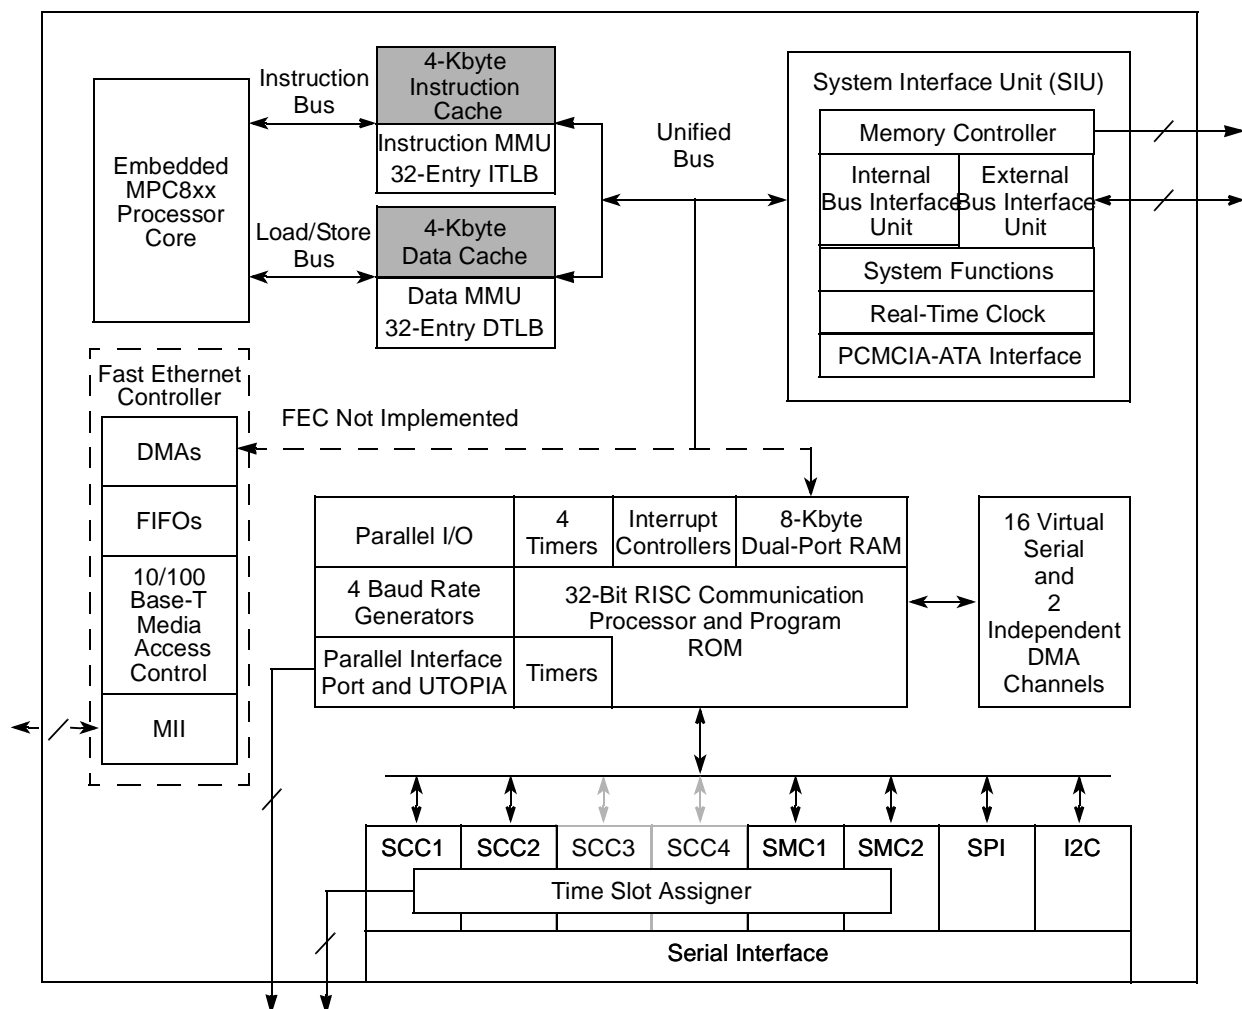 Embedded
MPC8xx
Processor
Core
Instruction
Bus
Load/Store
Bus
4-Kbyte
Instruction
Cache
Instruction MMU
32-Entry ITLB
4-Kbyte
Data Cache
Data MMU
32-Entry DTLB
Unified
Bus
System Interface Unit (SIU)
Memory Controller
Internal
Bus Interface
Unit
External
Bus Interface
Unit
System Functions
Real-Time Clock
PCMCIA-ATA Interface
Fast Ethernet
Controller
DMAs
FIFOs
10/100
Base-T
Media
Access
Control
MII
FEC Not Implemented
Parallel I/O
4
Timers
Interrupt
Controllers
8-Kbyte
Dual-Port RAM
4 Baud Rate
Generators
32-Bit RISC Communication
Processor and Program
ROM
Parallel Interface
Port and UTOPIA
Timers
16 Virtual
Serial
and
2
Independent
DMA
Channels
SCC1
SCC2
SCC3
SCC4
SMC1
SMC2
SPI
I2C
Time Slot Assigner
Serial Interface